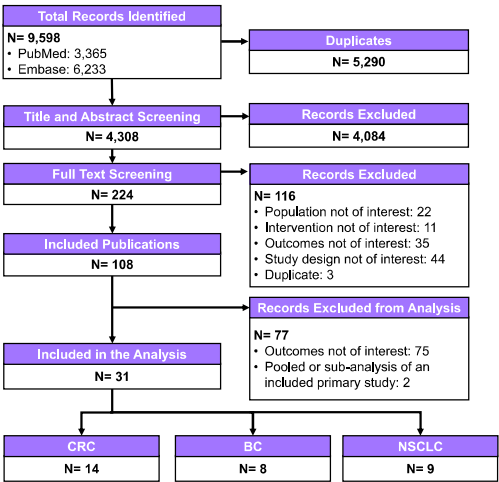 Total Records Identified
N= 9,598
• PubMed: 3,365
• Embase: 6,233
Duplicates
N= 5,290
Title and Abstract Screening
N= 4,308
Records Excluded
N= 4,084
Full Text Screening
N= 224
Records Excluded
N= 116
• Population not of interest: 22
• Intervention not of interest: 11
• Outcomes not of interest: 35
• Study design not of interest: 44
• Duplicate: 3
Included Publications
N= 108
Records Excluded from Analysis
N= 77
• Outcomes not of interest: 75
• Pooled or sub-analysis of an
included primary study: 2
Included in the Analysis
N= 31
CRC
N= 14
BC
N= 8
NSCLC
N= 9